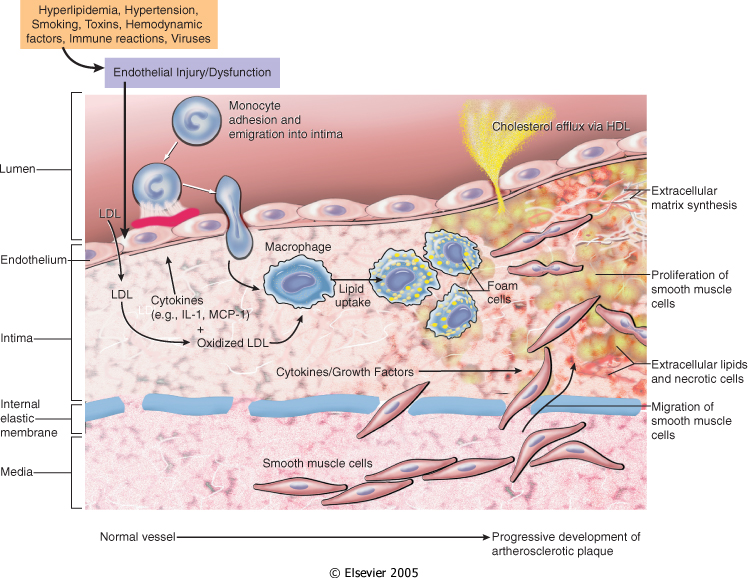 Hyperlipidemia, Hypertension,
Smoking, Toxins, Hemodynamic
factors, Immune reactions, Viruses
Endothelial Injury/Dysfunction
Monocyte
adhesion and
emigration into intima
Cholesterol efflux via HDL
Lumen
LDL
Extracellular
matrix synthesis
Endothelium
Macrophage
LDL
Cytokines
(e.g., IL-1, MCP-1)
+
Oxidized LDL
Lipid
uptake
Foam
cells
Proliferation of
smooth muscle
cells
Intima
Cytokines/Growth Factors
Extracellular lipids
and necrotic cells
Internal
elastic
membrane
Migration of
smooth muscle
cells
Media
Smooth muscle cells
Normal vessel
Progressive development of
artherosclerotic plaque
© Elsevier 2005